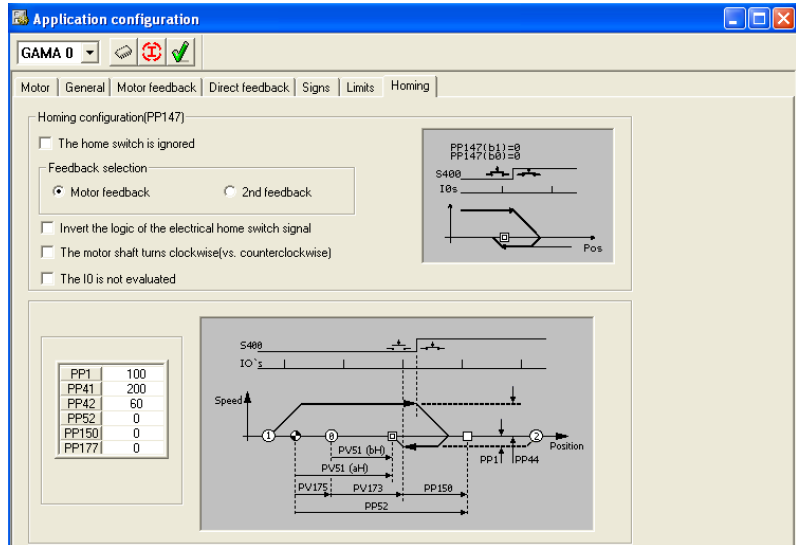 Application configuration
GAMA 0
Motor General Motor feedback Direct feedback Signs Limits Homing
Homing configuration(PP147)
The home switch is ignored
Feedback selection
Motor feedback 2nd feedback
Invert the logic of the electrical home switch signal
The motor shaft turns clockwise(vs. counterclockwise)
The I0 is not evaluated
PP147(b1)=0
PP147(b0)=0
S400
I0s
Pos
PP1 100
PP41 200
PP42 60
PP52 0
PP150 0
PP177 0
S400
IO`s
Speed
1 0 2
Position
PV51 (bH)
PP1 PP44
PV51 (aH)
PV175 PV173 PP150
PP52